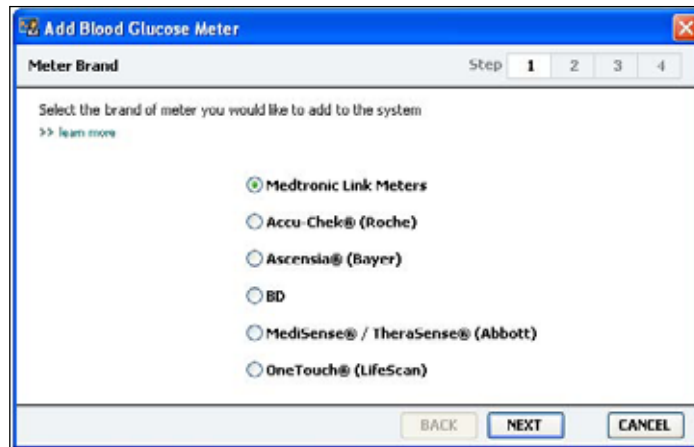 Add Blood Glucose Meter
Meter Brand Step 1 2 3 4
Select the brand of meter you would like to add to the system
>> learn more
Medtronic Link Meters
Accu-Chek® (Roche)
Ascensia® (Bayer)
BD
MediSense® / TheraSense® (Abbott)
OneTouch® (LifeScan)
BACK NEXT CANCEL